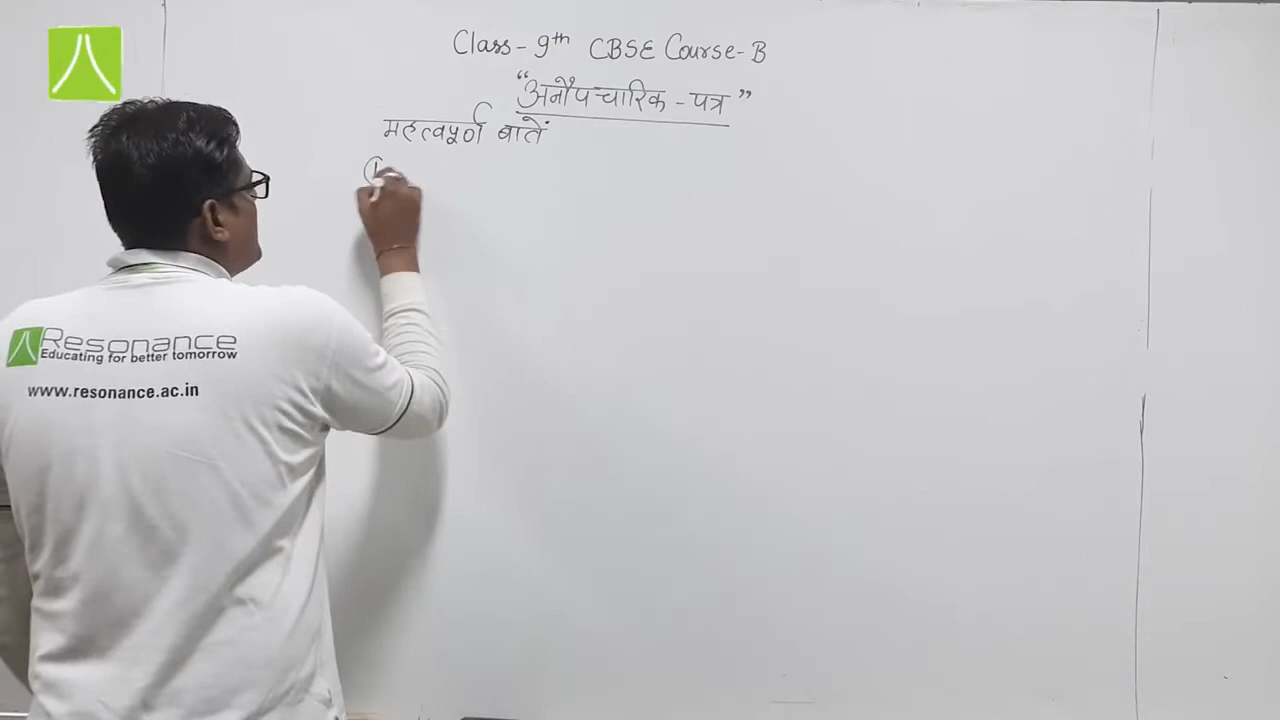 Class-9th CBSE Course-B
"अनौपचारिक-पत्र"
महत्वपूर्ण बातें
Resonance
Educating for better tomorrow
www.resonance.ac.in